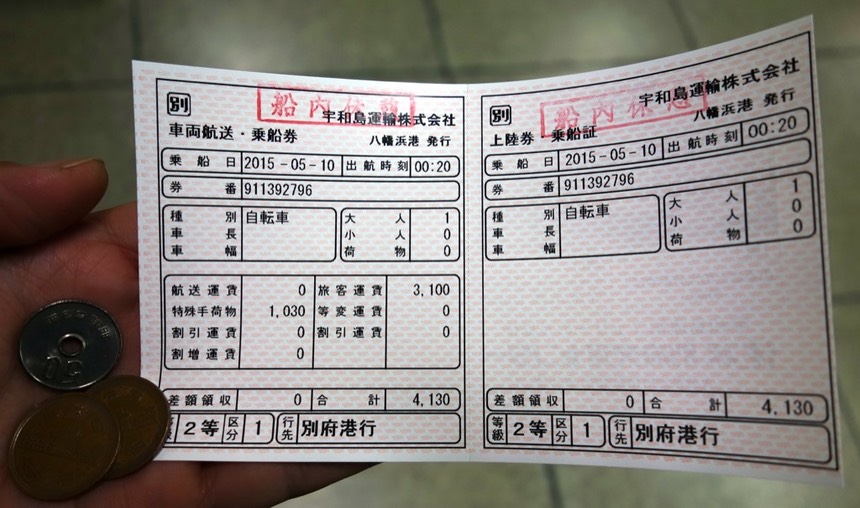 別
船内休憩
宇和島運輸株式会社
車両航送・乗船券
八幡浜港 発行
乗船日 2015-05-10 出航時刻 00:20
券番 911392796
種別 自転車 大人 1
車長 小人 0
車幅 荷物 0
航送運賃 0 旅客運賃 3,100
特殊手荷物 1,030 等変運賃 0
割引運賃 0 割引運賃 0
割増運賃 0
差額領収 0 合計 4,130
等級 2等 区分 1 行先 別府港行
別
船内休憩
宇和島運輸株式会社
上陸券・乗船証
八幡浜港 発行
乗船日 2015-05-10 出航時刻 00:20
券番 911392796
種別 自転車 大人 1
車長 小人 0
車幅 荷物 0
差額領収 0 合計 4,130
等級 2等 区分 1 行先 別府港行
50